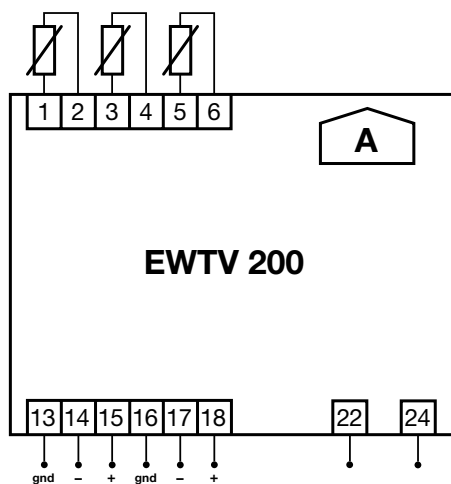 1 2 3 4 5 6
A
EWTV 200
13 14 15 16 17 18 22 24
gnd – + gnd – +